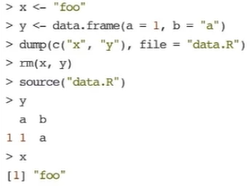 > x <- "foo"
> y <- data.frame(a = 1, b = "a")
> dump(c("x", "y"), file = "data.R")
> rm(x, y)
> source("data.R")
> y
  a b
1 1 a
> x
[1] "foo"